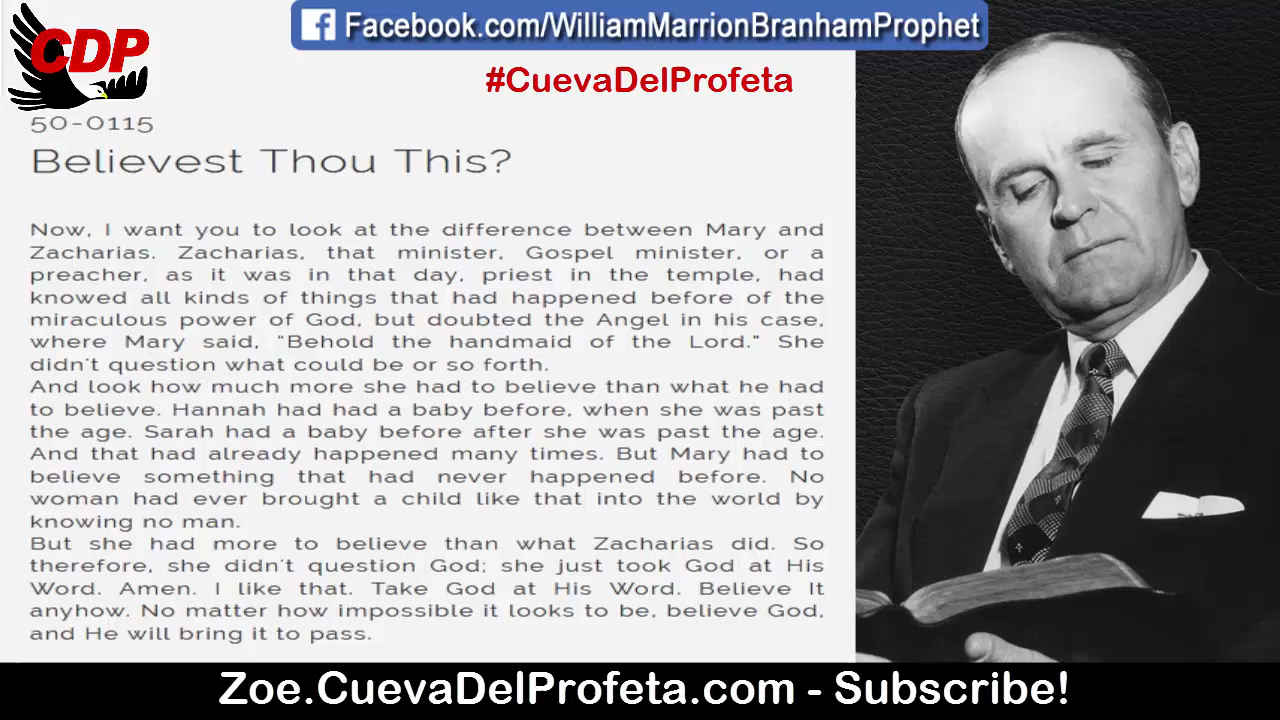 CDP
Facebook.com/WilliamMarrionBranhamProphet
#CuevaDelProfeta
50-0115
Believest Thou This?
Now, I want you to look at the difference between Mary and
Zacharias. Zacharias, that minister, Gospel minister, or a
preacher, as it was in that day, priest in the temple, had
knowed all kinds of things that had happened before of the
miraculous power of God, but doubted the Angel in his case,
where Mary said, "Behold the handmaid of the Lord." She
didn't question what could be or so forth.
And look how much more she had to believe than what he had
to believe. Hannah had had a baby before, when she was past
the age. Sarah had a baby before after she was past the age.
And that had already happened many times. But Mary had to
believe something that had never happened before. No
woman had ever brought a child like that into the world by
knowing no man.
But she had more to believe than what Zacharias did. So
therefore, she didn't question God; she just took God at His
Word. Amen. I like that. Take God at His Word. Believe It
anyhow. No matter how impossible it looks to be, believe God,
and He will bring it to pass.
Zoe.CuevaDelProfeta.com - Subscribe!